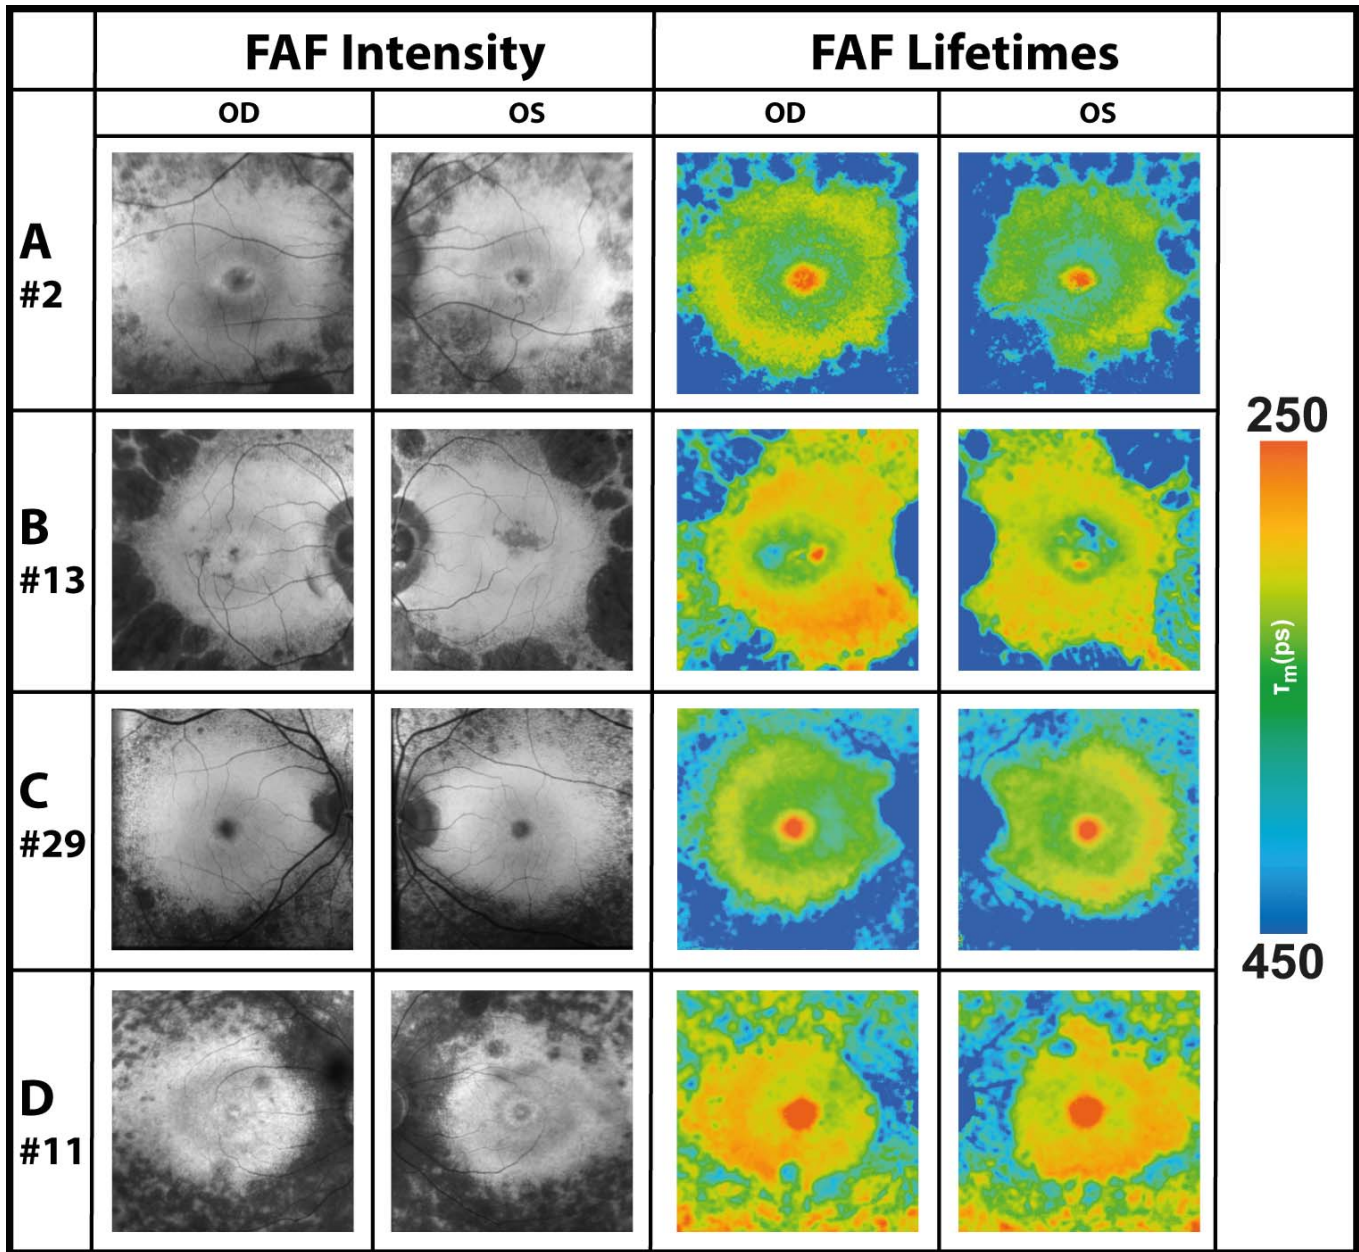 FAF Intensity FAF Lifetimes
OD OS OD OS
A
#2
B
#13
C
#29
D
#11
250
τm(ps)
450